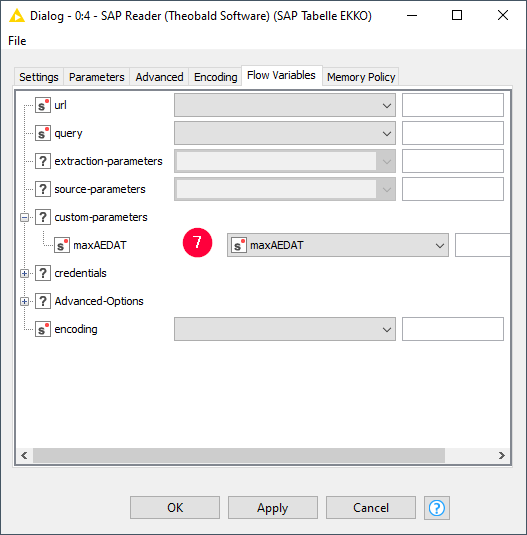 Dialog - 0:4 - SAP Reader (Theobald Software) (SAP Tabelle EKKO)
File
Settings Parameters Advanced Encoding Flow Variables Memory Policy
s url
s query
? extraction-parameters
? source-parameters
? custom-parameters
s maxAEDAT 7 s maxAEDAT
? credentials
? Advanced-Options
s encoding
OK Apply Cancel ?